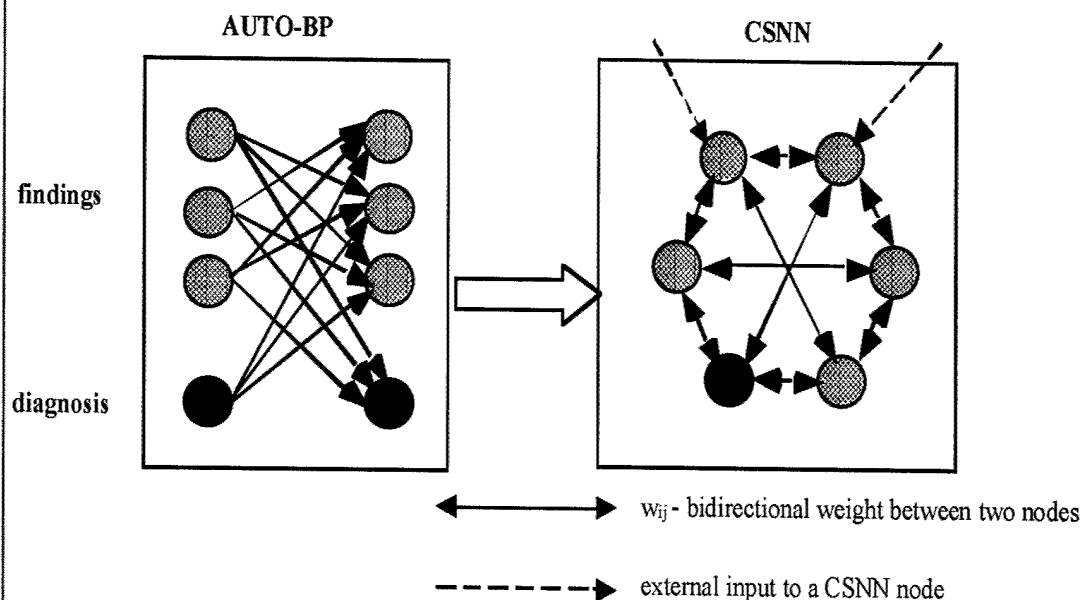 AUTO-BP
CSNN
findings
diagnosis
wij - bidirectional weight between two nodes
external input to a CSNN node